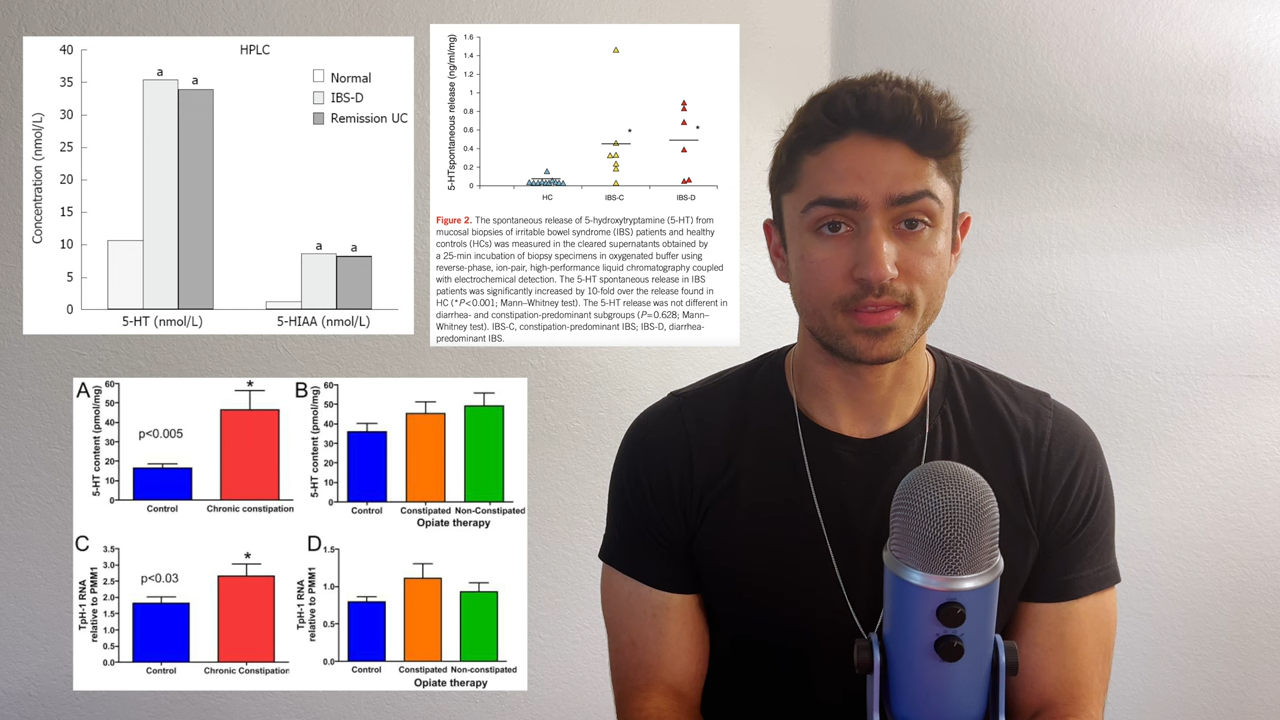 HPLC
40
35
30
25
20
15
10
5
0
Concentration (nmol/L)
a
a
a
a
Normal
IBS-D
Remission UC
5-HT (nmol/L)
5-HIAA (nmol/L)
1.6
1.4
1.2
1
0.8
0.6
0.4
0.2
0
5-HTspontaneous release (ng/ml/mg)
*
*
HC
IBS-C
IBS-D
Figure 2. The spontaneous release of 5-hydroxytryptamine (5-HT) from
mucosal biopsies of irritable bowel syndrome (IBS) patients and healthy
controls (HCs) was measured in the cleared supernatants obtained by
a 25-min incubation of biopsy specimens in oxygenated buffer using
reverse-phase, ion-pair, high-performance liquid chromatography coupled
with electrochemical detection. The 5-HT spontaneous release in IBS
patients was significantly increased by 10-fold over the release found in
HC (*P<0.001; Mann–Whitney test). The 5-HT release was not different in
diarrhea- and constipation-predominant subgroups (P=0.628; Mann–
Whitney test). IBS-C, constipation-predominant IBS; IBS-D, diarrhea-
predominant IBS.
A
60
50
40
30
20
10
0
5-HT content (pmol/mg)
p<0.005
*
Control
Chronic constipation
B
60
50
40
30
20
10
0
5-HT content (pmol/mg)
Control
Constipated
Non-Constipated
Opiate therapy
C
3.5
3.0
2.5
2.0
1.5
1.0
0.5
0.0
TpH-1 RNA
relative to PMM1
p<0.03
*
Control
Chronic Constipation
D
1.5
1.0
0.5
0.0
TpH-1 RNA
relative to PMM1
Control
Constipated
Non-constipated
Opiate therapy